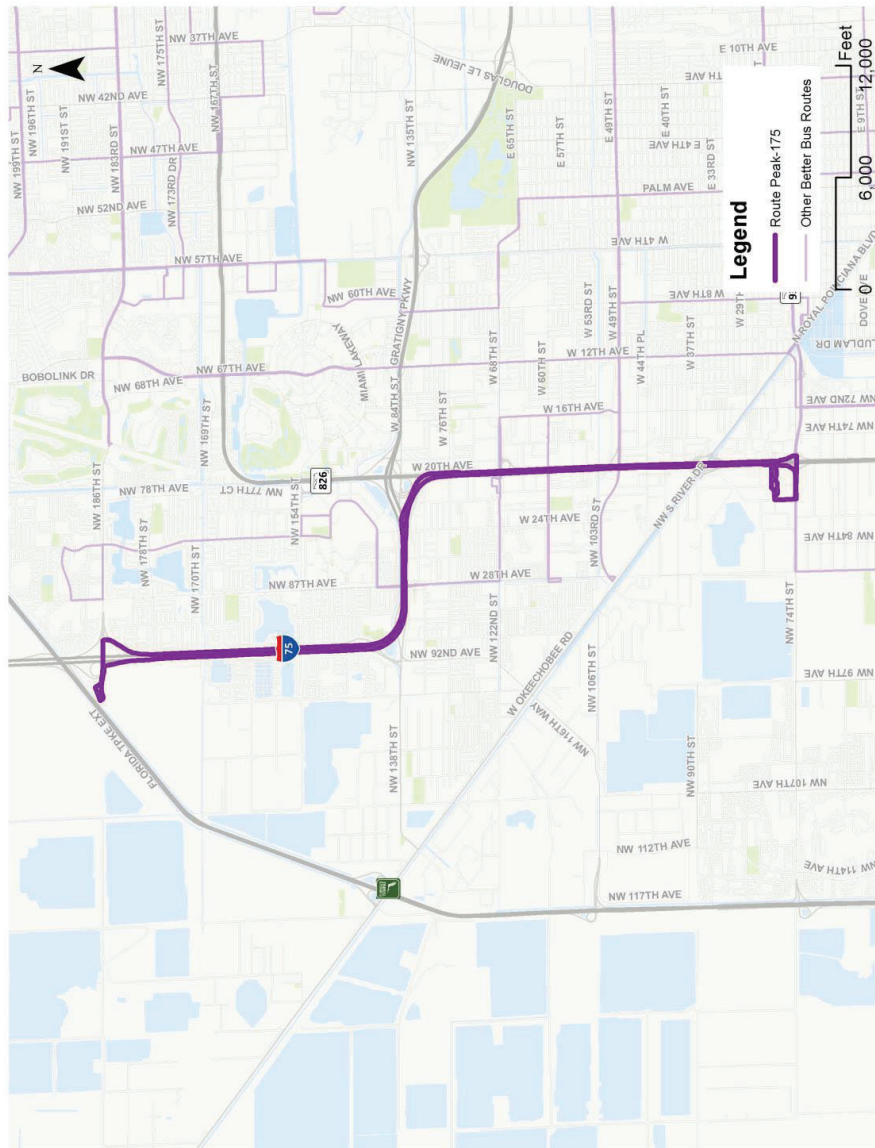 N
NW 199TH ST
NW 196TH ST
NW 191ST ST
NW 183RD ST
NW 175TH ST
NW 37TH AVE
NW 42ND AVE
NW 167TH ST
NW 47TH AVE
NW 173RD DR
NW 52ND AVE
NW 57TH AVE
NW 60TH AVE
NW 135TH ST
DOUGLAS LE JEUNE
E 65TH ST
E 57TH ST
E 49TH ST
E 40TH ST
E 33RD ST
E 10TH AVE
E 4TH AVE
E 9TH ST
PALM AVE
W 4TH AVE
W 8TH AVE
GRATIGNY PKWY
MIAMI LAKEWAY
BOBOLINK DR
NW 68TH AVE
NW 67TH AVE
NW 169TH ST
NW 186TH ST
NW 178TH ST
NW 170TH ST
NW 78TH AVE
NW 77TH CT
826
NW 154TH ST
NW 87TH AVE
W 84TH ST
W 76TH ST
W 68TH ST
W 60TH ST
W 53RD ST
W 49TH ST
W 44TH PL
W 37TH ST
W 12TH AVE
W 16TH AVE
W 20TH AVE
W 24TH AVE
W 28TH AVE
NW 103RD ST
NW S RIVER DR
N ROYAL POINCIANA BLVD
NW 72ND AVE
NW 74TH AVE
NW 84TH AVE
75
NW 92ND AVE
NW 122ND ST
W OKEECHOBEE RD
NW 106TH ST
NW 116TH WAY
NW 74TH ST
NW 97TH AVE
NW 90TH ST
NW 107TH AVE
NW 138TH ST
FLORIDA TPKE EXT
NW 112TH AVE
NW 114TH AVE
NW 117TH AVE
Legend
Route Peak-175
Other Better Bus Routes
0 6,000 12,000
Feet